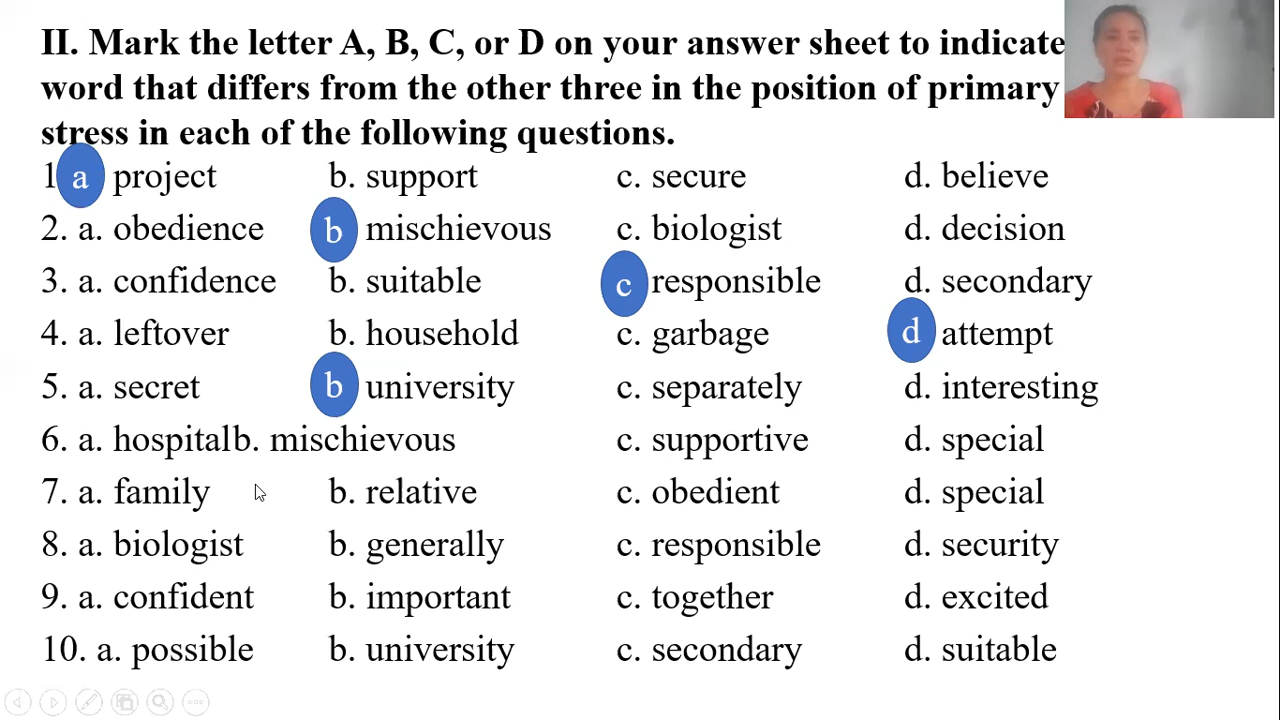 II. Mark the letter A, B, C, or D on your answer sheet to indicate
word that differs from the other three in the position of primary
stress in each of the following questions.
1 a project b. support c. secure d. believe
2. a. obedience b mischievous c. biologist d. decision
3. a. confidence b. suitable c responsible d. secondary
4. a. leftover b. household c. garbage d attempt
5. a. secret b university c. separately d. interesting
6. a. hospitalb. mischievous c. supportive d. special
7. a. family b. relative c. obedient d. special
8. a. biologist b. generally c. responsible d. security
9. a. confident b. important c. together d. excited
10. a. possible b. university c. secondary d. suitable